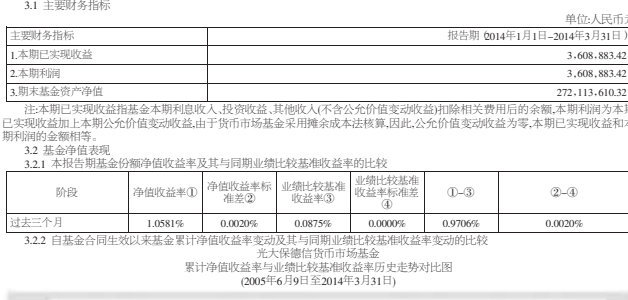 3.1 主要财务指标
单位:人民币元
主要财务指标 报告期(2014年1月1日-2014年3月31日)
1.本期已实现收益 3,608,883.42
2.本期利润 3,608,883.42
3.期末基金资产净值 272,113,610.32
注:本期已实现收益指基金本期利息收入、投资收益、其他收入(不含公允价值变动收益)扣除相关费用后的余额,本期利润为本期
已实现收益加上本期公允价值变动收益,由于货币市场基金采用摊余成本法核算,因此,公允价值变动收益为零,本期已实现收益和本
期利润的金额相等。
3.2 基金净值表现
3.2.1 本报告期基金份额净值收益率及其与同期业绩比较基准收益率的比较
阶段 净值收益率① 净值收益率标准差② 业绩比较基准收益率③ 业绩比较基准收益率标准差④ ①-③ ②-④
过去三个月 1.0581% 0.0020% 0.0875% 0.0000% 0.9706% 0.0020%
3.2.2 自基金合同生效以来基金累计净值收益率变动及其与同期业绩比较基准收益率变动的比较
光大保德信货币市场基金
累计净值收益率与业绩比较基准收益率历史走势对比图
(2005年6月9日至2014年3月31日)